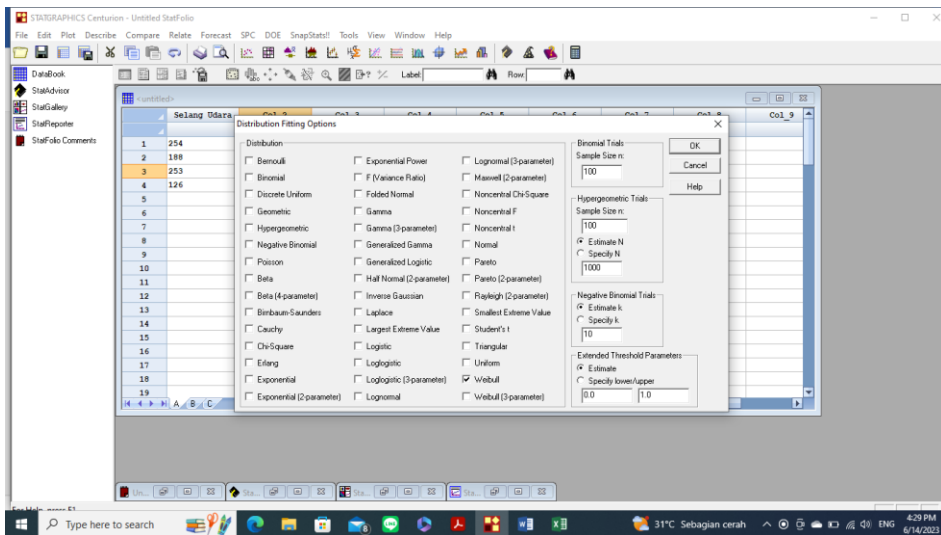 STATGRAPHICS Centurion - Untitled StatFolio
File Edit Plot Describe Compare Relate Forecast SPC DOE SnapStats!! Tools View Window Help
Label: Row:
DataBook
StatAdvisor
StatGallery
StatReporter
StatFolio Comments
<untitled>
Selang Udara Col_2 Col_3 Col_4 Col_5 Col_6 Col_7 Col_8 Col_9
1 254
2 188
3 253
4 126
5
6
7
8
9
10
11
12
13
14
15
16
17
18
19
A B C
Distribution Fitting Options
Distribution
Bernoulli Exponential Power Lognormal (3-parameter)
Binomial F (Variance Ratio) Maxwell (2-parameter)
Discrete Uniform Folded Normal Noncentral Chi-Square
Geometric Gamma Noncentral F
Hypergeometric Gamma (3-parameter) Noncentral t
Negative Binomial Generalized Gamma Normal
Poisson Generalized Logistic Pareto
Beta Half Normal (2-parameter) Pareto (2-parameter)
Beta (4-parameter) Inverse Gaussian Rayleigh (2-parameter)
Birnbaum-Saunders Laplace Smallest Extreme Value
Cauchy Largest Extreme Value Student's t
Chi-Square Logistic Triangular
Erlang Loglogistic Uniform
Exponential Loglogistic (3-parameter) Weibull
Exponential (2-parameter) Lognormal Weibull (3-parameter)
Binomial Trials
Sample Size n:
100
Hypergeometric Trials
Sample Size n:
100
Estimate N
Specify N
1000
Negative Binomial Trials
Estimate k
Specify k
10
Extended Threshold Parameters
Estimate
Specify lower/upper
0.0 1.0
OK
Cancel
Help
Un... Sta... Sta... Sta...
For Help, press F1
Type here to search
31°C Sebagian cerah ENG
4:29 PM
6/14/2023